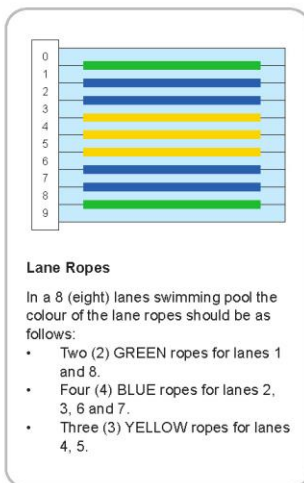 0
1
2
3
4
5
6
7
8
9
Lane Ropes
In a 8 (eight) lanes swimming pool the
colour of the lane ropes should be as
follows:
• Two (2) GREEN ropes for lanes 1
and 8.
• Four (4) BLUE ropes for lanes 2,
3, 6 and 7.
• Three (3) YELLOW ropes for lanes
4, 5.